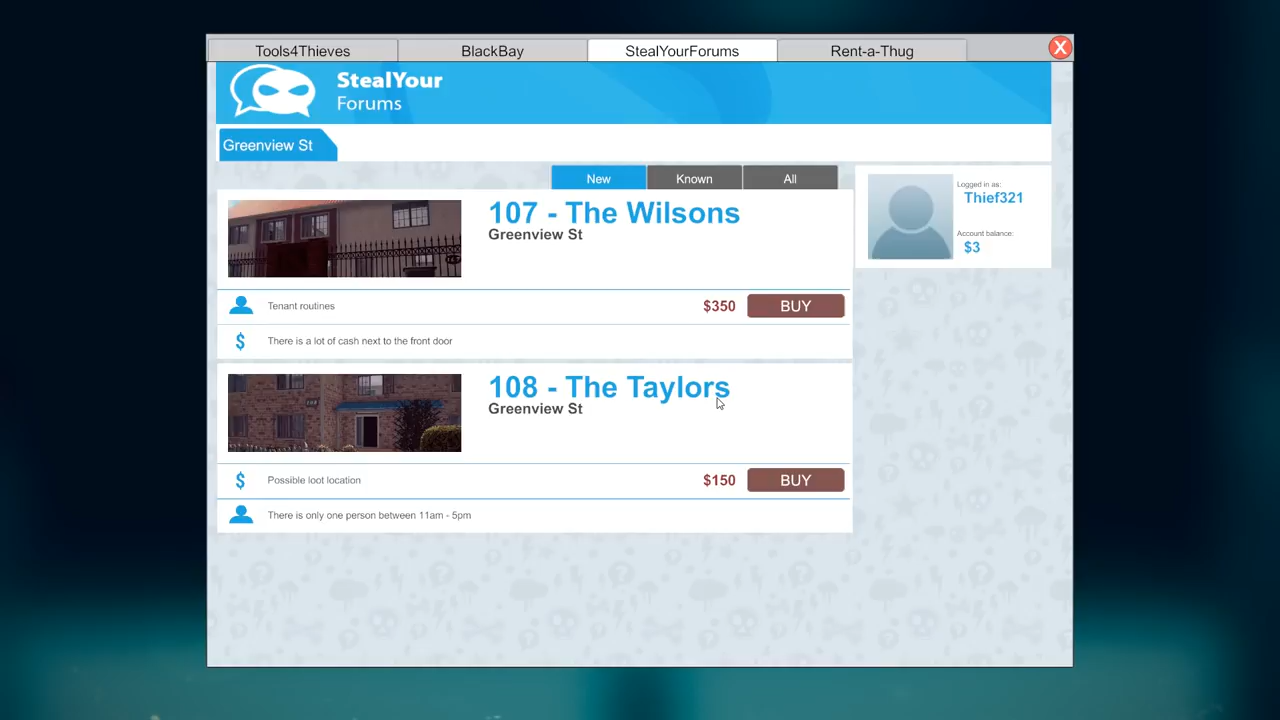 Tools4Thieves
BlackBay
StealYourForums
Rent-a-Thug
X
StealYour
Forums
Greenview St
New
Known
All
Logged in as:
Thief321
Account balance:
$3
107 - The Wilsons
Greenview St
Tenant routines
$350
BUY
$ There is a lot of cash next to the front door
108 - The Taylors
Greenview St
$ Possible loot location
$150
BUY
There is only one person between 11am - 5pm